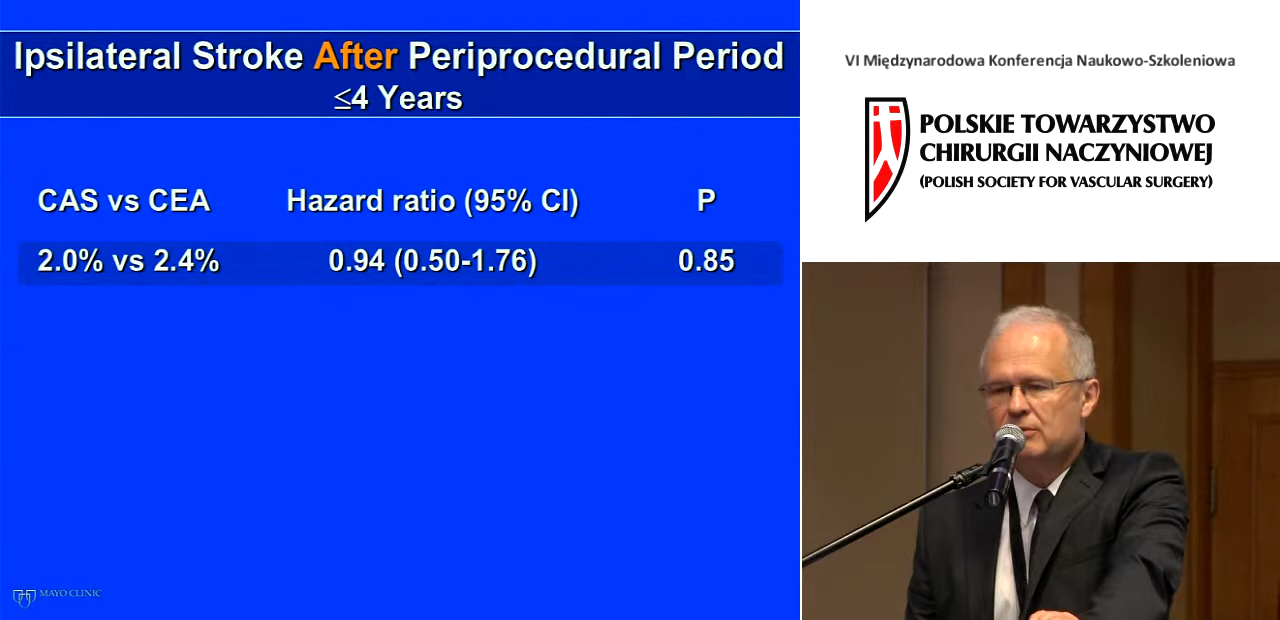 Ipsilateral Stroke After Periprocedural Period
≤4 Years
CAS vs CEA Hazard ratio (95% CI) P
2.0% vs 2.4% 0.94 (0.50-1.76) 0.85
MAYO CLINIC
VI Międzynarodowa Konferencja Naukowo-Szkoleniowa
POLSKIE TOWARZYSTWO
CHIRURGII NACZYNIOWEJ
(POLISH SOCIETY FOR VASCULAR SURGERY)